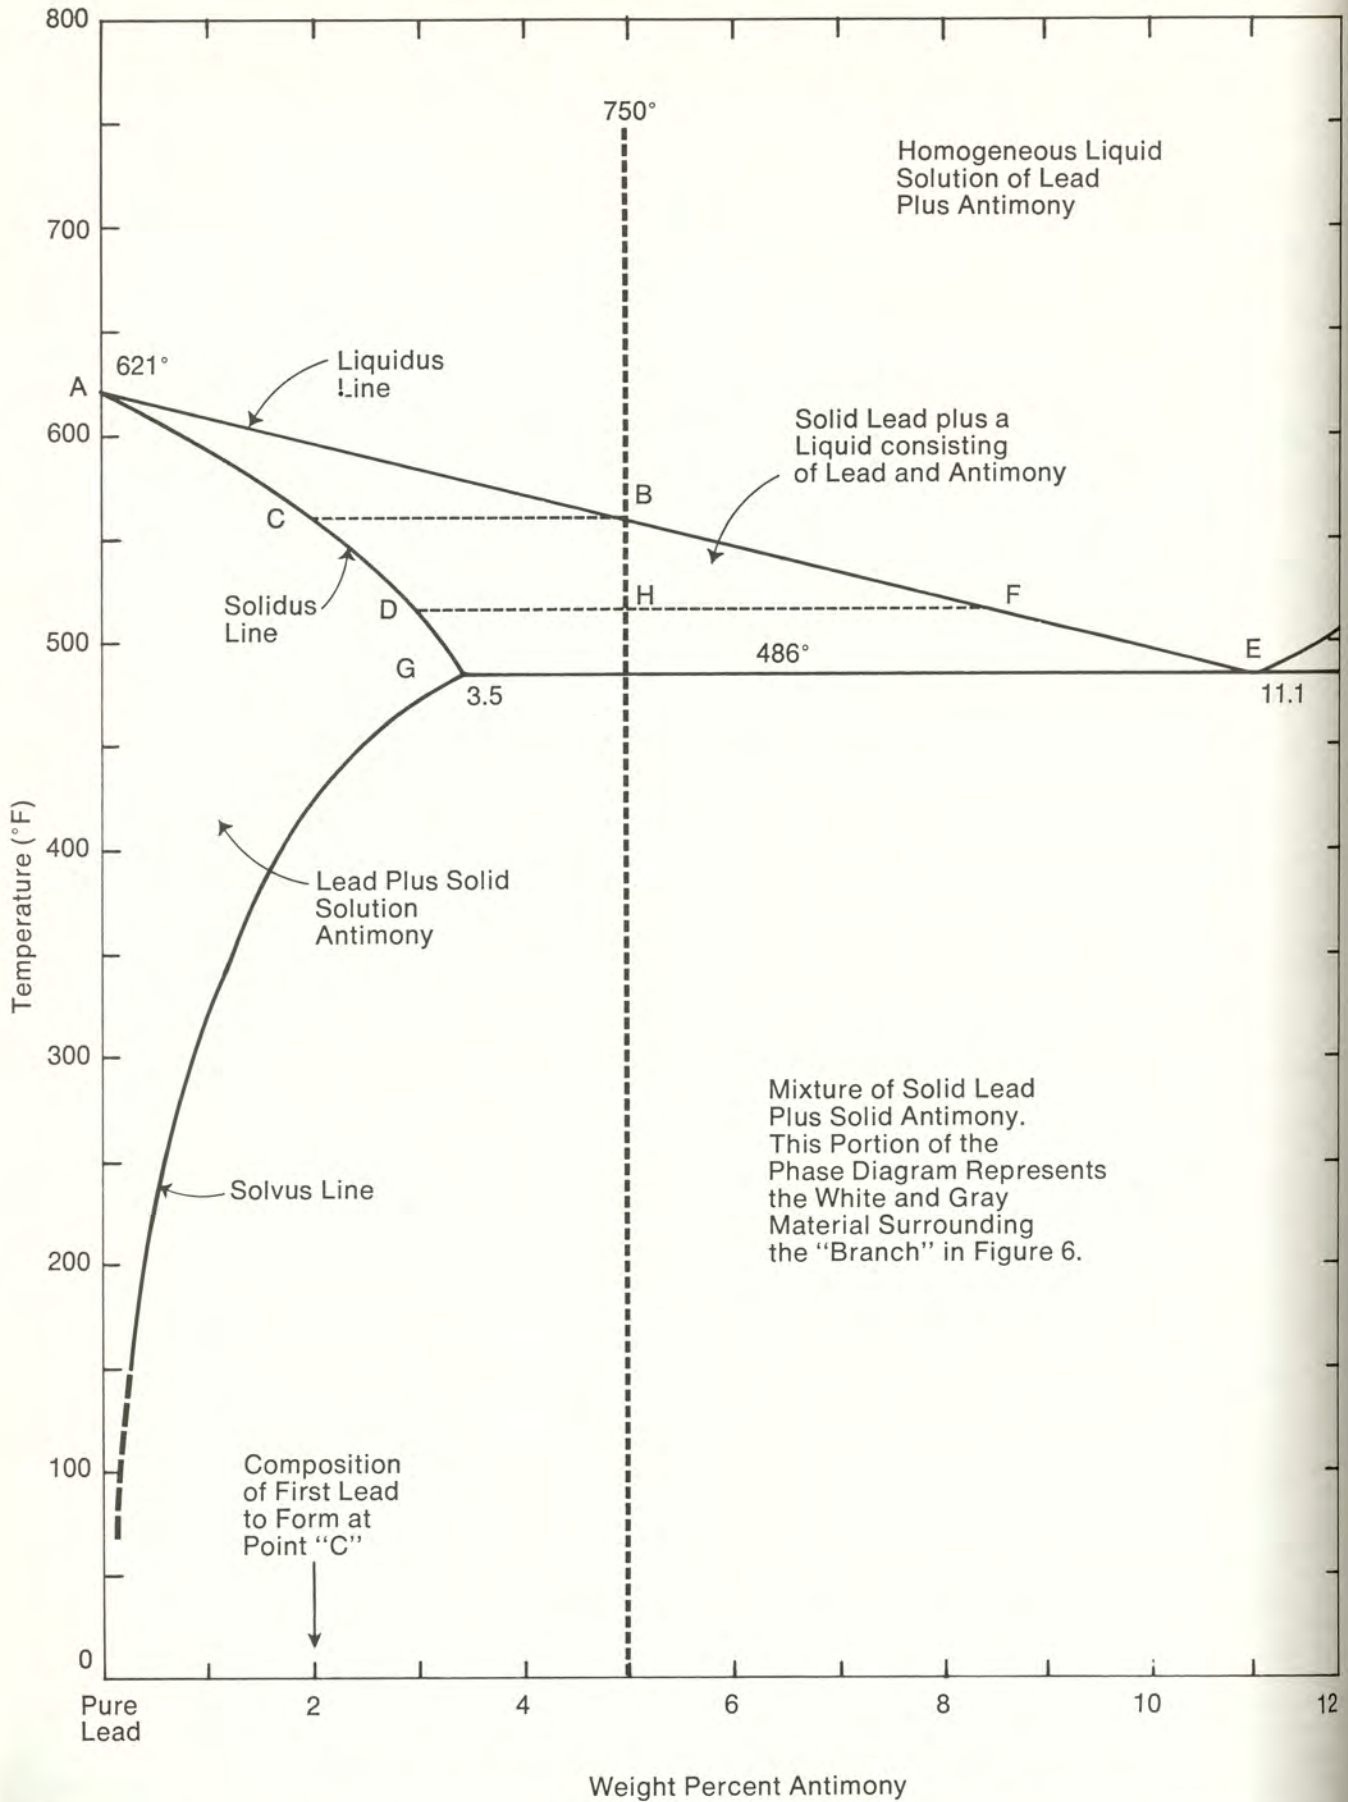 800
750°
Homogeneous Liquid
Solution of Lead
Plus Antimony
700
621°
Liquidus
Line
A
600
Solid Lead plus a
Liquid consisting
of Lead and Antimony
B
C
Solidus
Line
D
H
F
500
486°
E
G
3.5
11.1
Temperature (°F)
400
Lead Plus Solid
Solution
Antimony
300
Mixture of Solid Lead
Plus Solid Antimony.
This Portion of the
Phase Diagram Represents
the White and Gray
Material Surrounding
the “Branch” in Figure 6.
Solvus Line
200
100
Composition
of First Lead
to Form at
Point “C”
0
Pure
Lead
2
4
6
8
10
12
Weight Percent Antimony